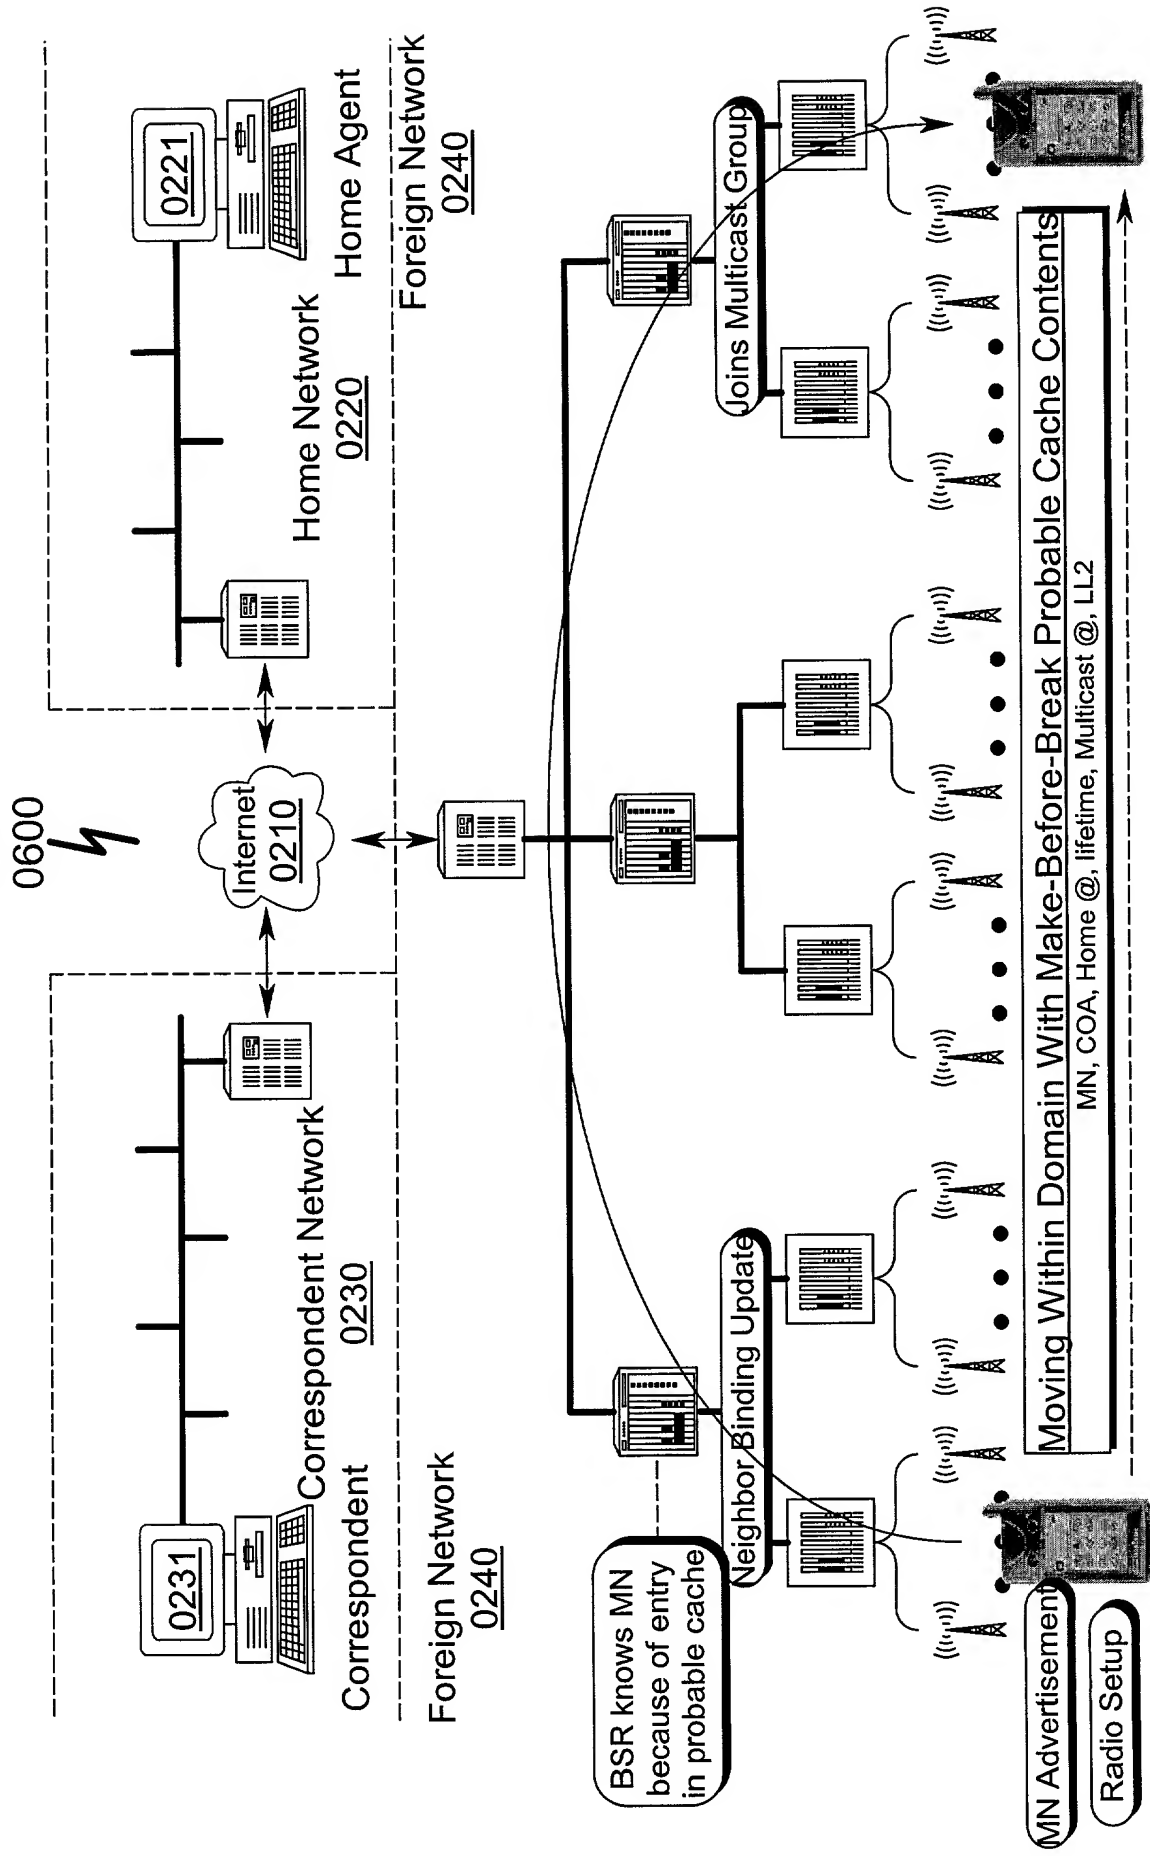 0600
0231
Correspondent
Correspondent Network
0230
Internet
0210
0221
Home Agent
Home Network
0220
Foreign Network
0240
Foreign Network
0240
BSR knows MN
because of entry
in probable cache
Neighbor Binding Update
Joins Multicast Group
MN Advertisement
Radio Setup
Moving Within Domain With Make-Before-Break Probable Cache Contents
MN, COA, Home @, lifetime, Multicast @, LL2